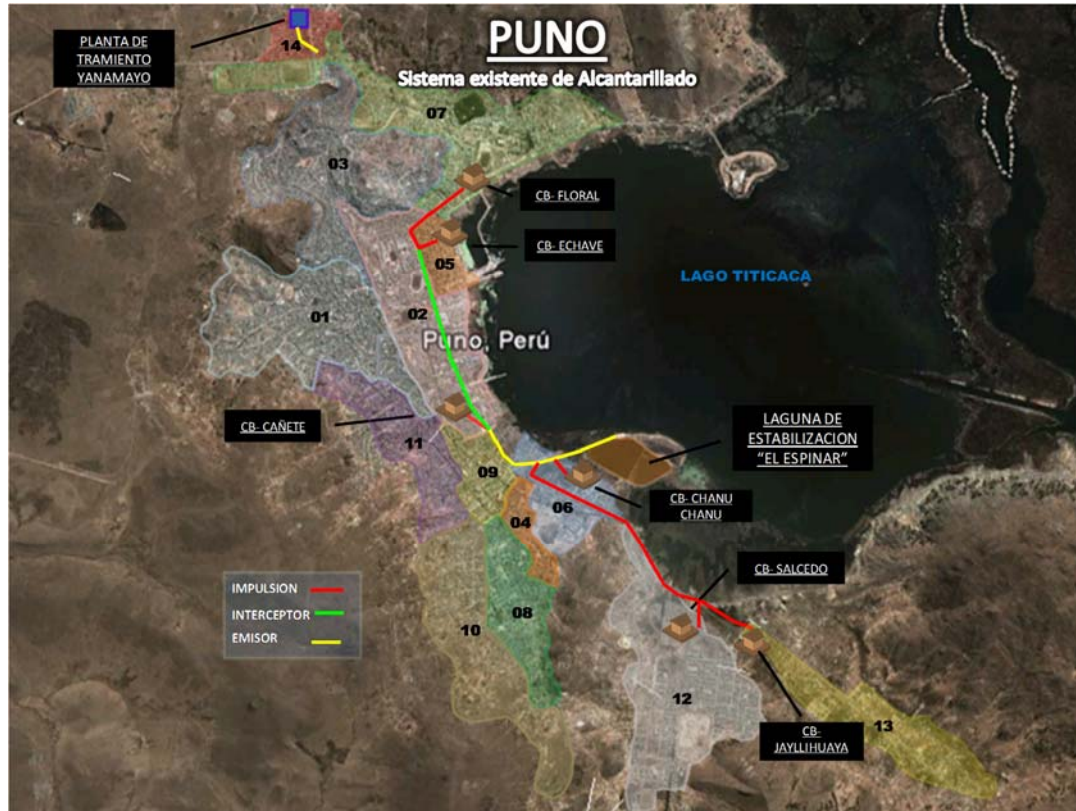 PUNO
Sistema existente de Alcantarillado
PLANTA DE
TRAMIENTO
YANAMAYO
14
07
03
CB- FLORAL
CB- ECHAVE
05
LAGO TITICACA
01
02
Puno, Perú
CB- CAÑETE
11
LAGUNA DE
ESTABILIZACION
"EL ESPINAR"
09
06
CB- CHANU
CHANU
04
CB- SALCEDO
IMPULSION
INTERCEPTOR
EMISOR
08
10
12
13
CB-
JAYLLIHUAYA